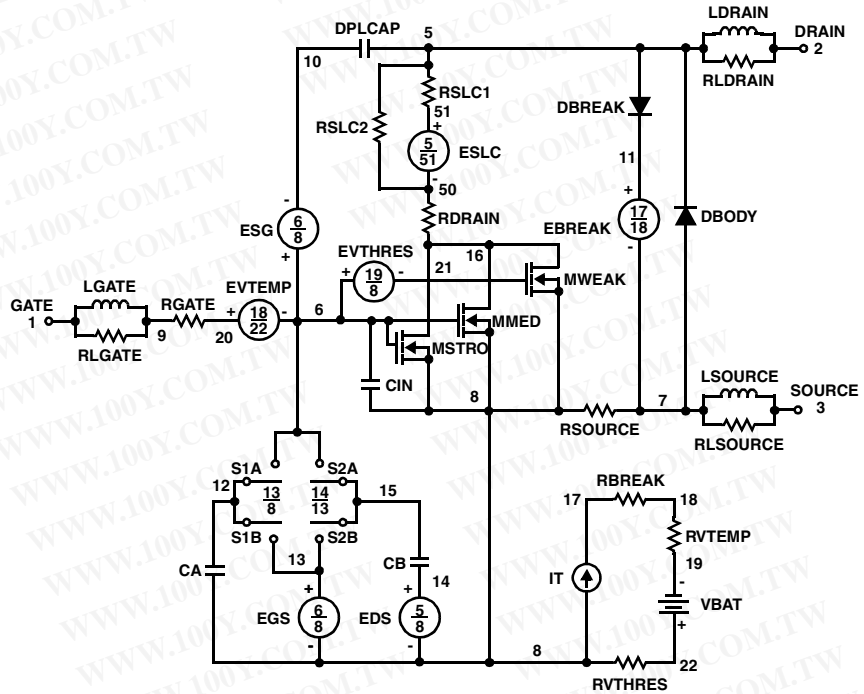 LDRAIN
DPLCAP
5
DRAIN
2
10
RLDRAIN
RSLC1
51
+
DBREAK
RSLC2
5
51
ESLC
-
50
11
-
+
RDRAIN
6
8
ESG
17
18
EBREAK
DBODY
+
EVTHRES
16
-
21
+
19
8
-
MWEAK
LGATE
GATE
1
RGATE
EVTEMP
+
18
22
-
6
MMED
9
20
MSTRO
RLGATE
CIN
8
7
LSOURCE
SOURCE
3
RSOURCE
RLSOURCE
S1A
S2A
12
13
8
14
13
15
RBREAK
17
18
S1B
S2B
13
RVTEMP
CA
CB
19
IT
-
14
VBAT
+
+
+
EGS
6
8
EDS
5
8
-
-
8
22
RVTHRES
WWW.100Y.COM.TW